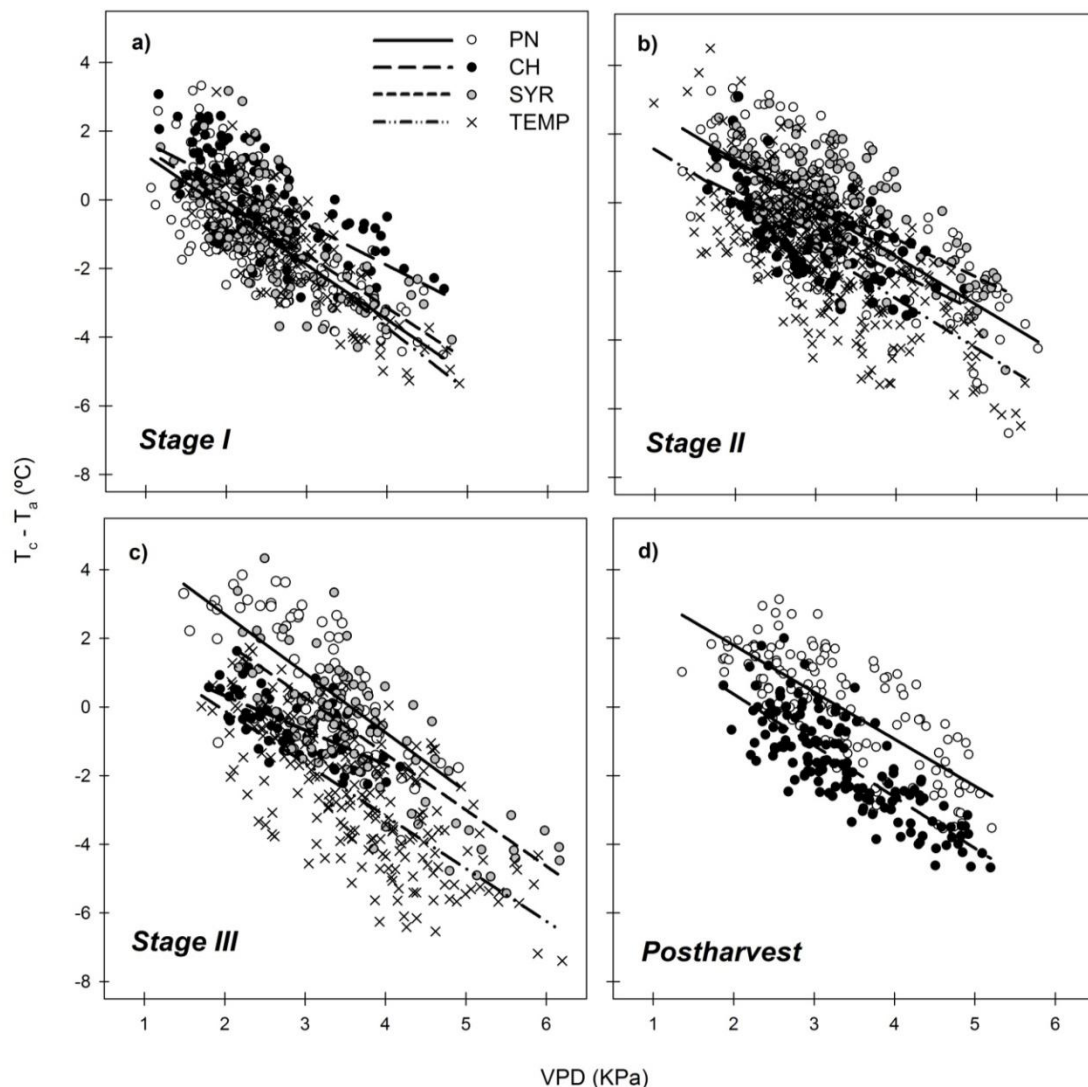 a)
PN
CH
SYR
TEMP
b)
4
2
0
-2
-4
-6
-8
Stage I
Stage II
Tc - Ta (ºC)
c)
d)
4
2
0
-2
-4
-6
-8
Stage III
Postharvest
1 2 3 4 5 6
1 2 3 4 5 6
VPD (KPa)